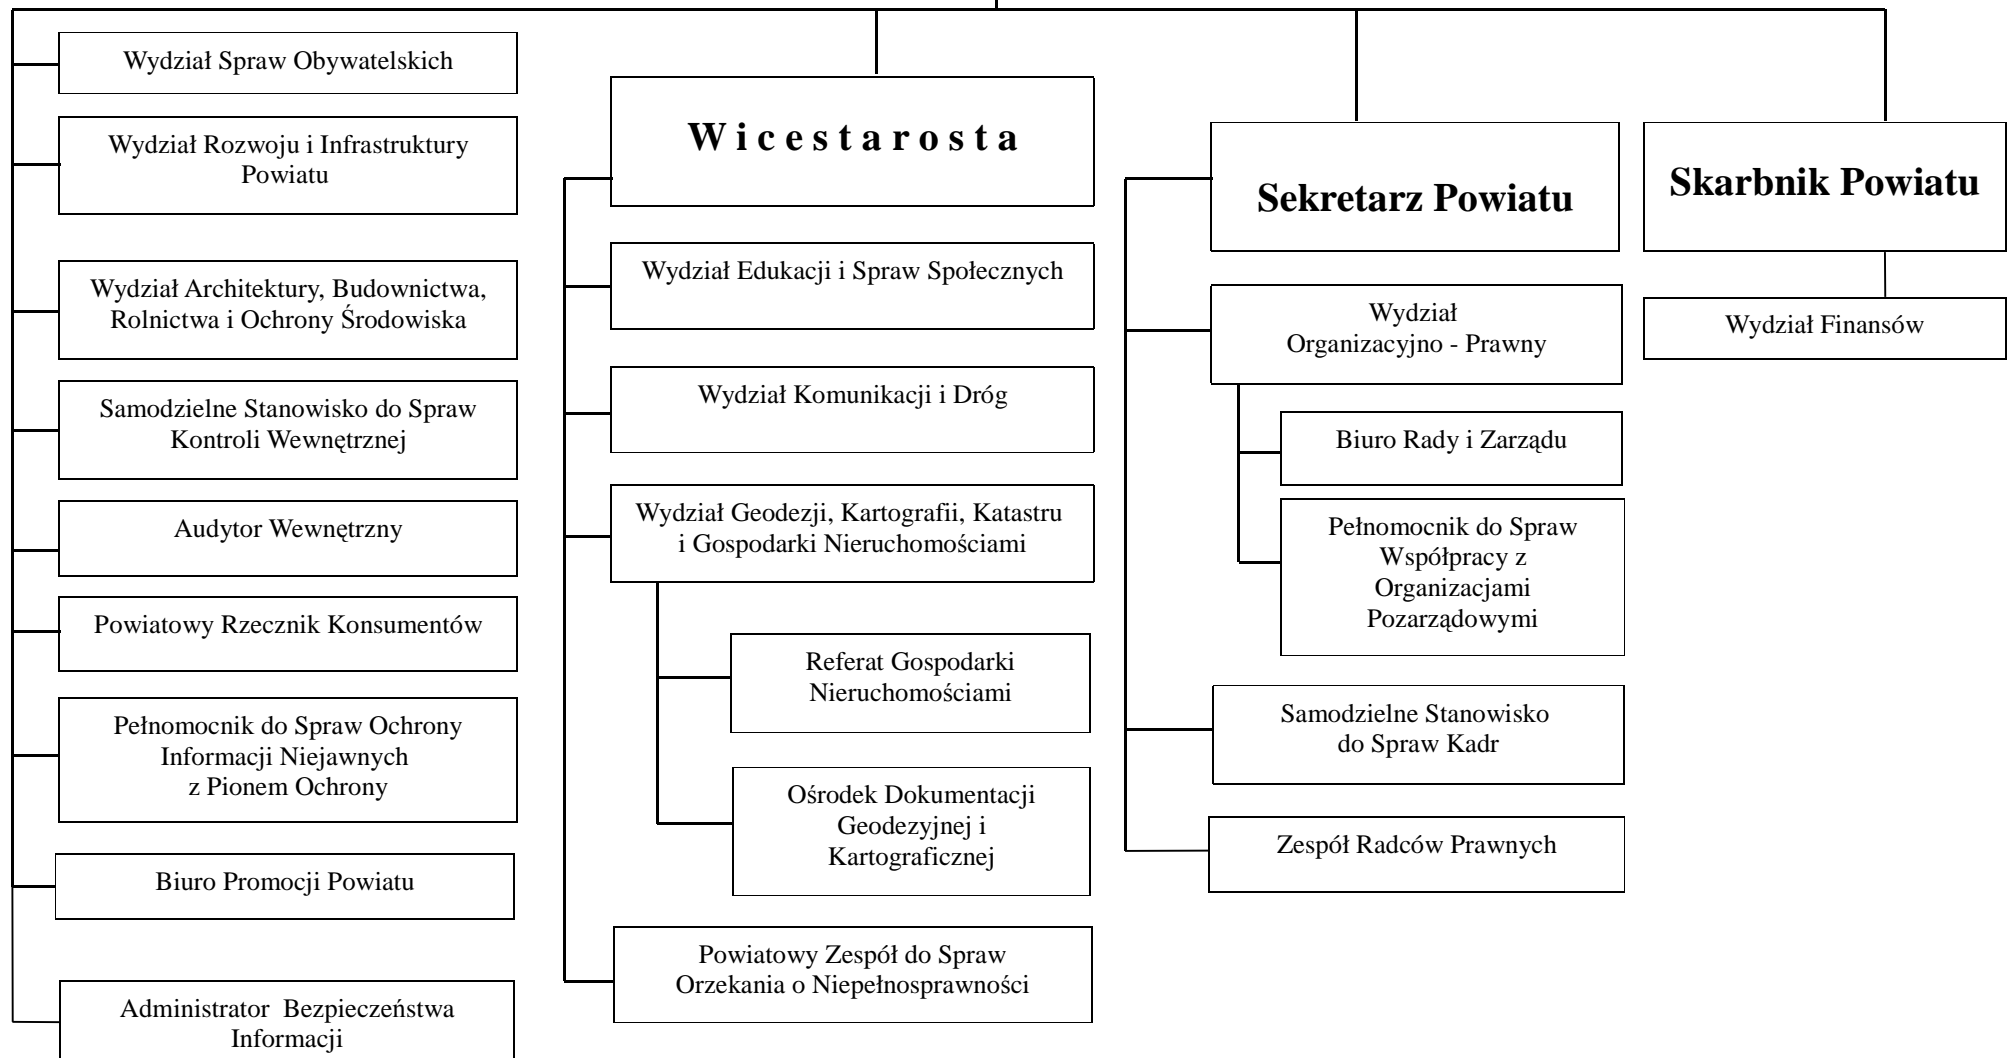 Wydział Spraw Obywatelskich
Wydział Rozwoju i Infrastruktury
Powiatu
Wydział Architektury, Budownictwa,
Rolnictwa i Ochrony Środowiska
Samodzielne Stanowisko do Spraw
Kontroli Wewnętrznej
Audytor Wewnętrzny
Powiatowy Rzecznik Konsumentów
Pełnomocnik do Spraw Ochrony
Informacji Niejawnych
z Pionem Ochrony
Biuro Promocji Powiatu
Administrator Bezpieczeństwa
Informacji
W i c e s t a r o s t a
Wydział Edukacji i Spraw Społecznych
Wydział Komunikacji i Dróg
Wydział Geodezji, Kartografii, Katastru
i Gospodarki Nieruchomościami
Referat Gospodarki
Nieruchomościami
Ośrodek Dokumentacji
Geodezyjnej i
Kartograficznej
Powiatowy Zespół do Spraw
Orzekania o Niepełnosprawności
Sekretarz Powiatu
Wydział
Organizacyjno - Prawny
Biuro Rady i Zarządu
Pełnomocnik do Spraw
Współpracy z
Organizacjami
Pozarządowymi
Samodzielne Stanowisko
do Spraw Kadr
Zespół Radców Prawnych
Skarbnik Powiatu
Wydział Finansów